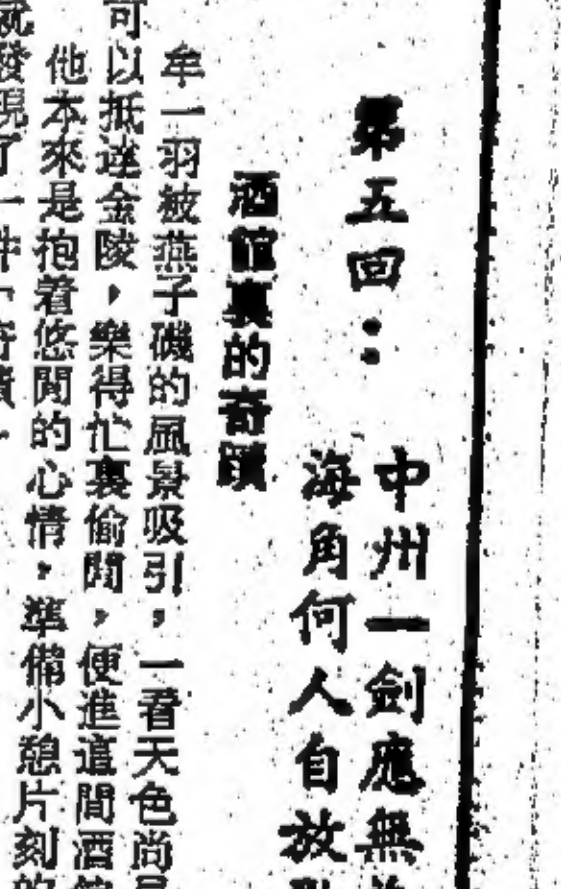 第五回：
中州一劍應無
海角何人自放
酒館裏的奇蹟
牟一羽被燕子磯的風景吸引，一看天色尚
可以抵達金陵，樂得忙裏偷閒，便進這間酒
他本來是抱着悠閒的心情，準備小憩片刻
就發現了一件「奇蹟